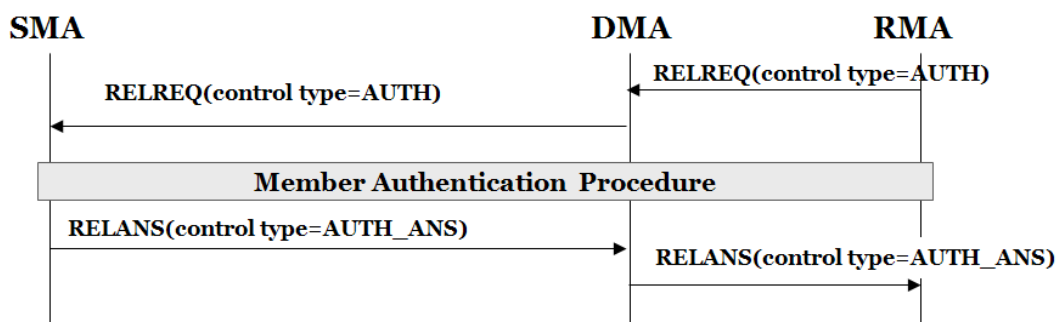 SMA DMA RMA
RELREQ(control type=AUTH)
RELREQ(control type=AUTH)
Member Authentication Procedure
RELANS(control type=AUTH_ANS)
RELANS(control type=AUTH_ANS)